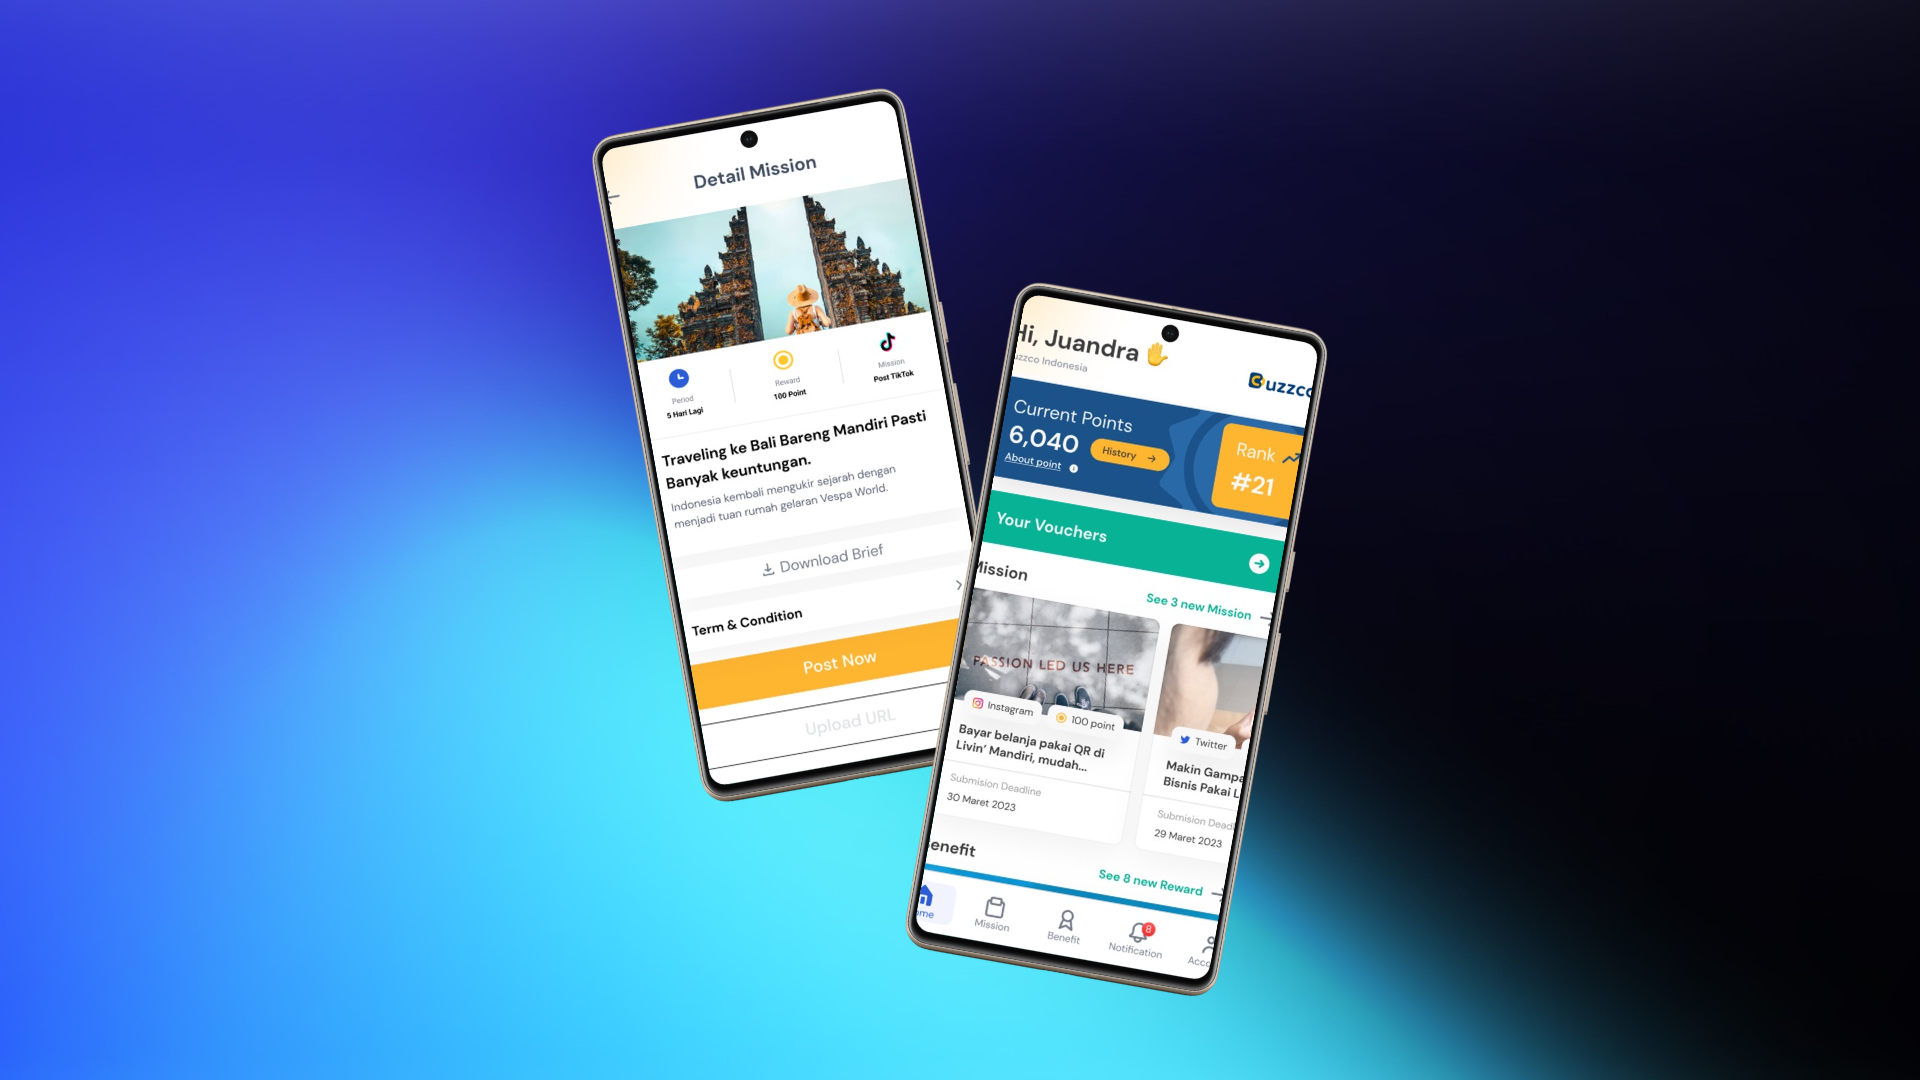 Detail Mission
Period
5 Hari Lagi
Reward
100 Point
Mission
Post TikTok
Traveling ke Bali Bareng Mandiri Pasti
Banyak keuntungan.
Indonesia kembali mengukir sejarah dengan
menjadi tuan rumah gelaran Vespa World.
Download Brief
Term & Condition
Post Now
Upload URL
Hi, Juandra
uzzco Indonesia
Buzzco
Current Points
6,040
History
About point
Rank
#21
Your Vouchers
Mission
See 3 new Mission
PASSION LED US HERE
Instagram
100 point
Bayar belanja pakai QR di
Livin' Mandiri, mudah...
Submision Deadline
30 Maret 2023
Twitter
Makin Gampa
Bisnis Pakai L
Submision Deadl
29 Maret 2023
enefit
See 8 new Reward
ome
Mission
Benefit
8
Notification
Acco